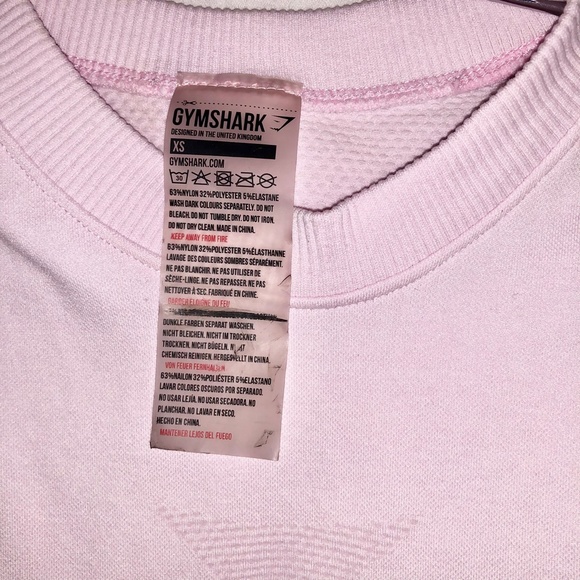 GYMSHARK
DESIGNED IN THE UNITED KINGDOM
XS
GYMSHARK.COM
30
63%NYLON 32%POLYESTER 5%ELASTANE
WASH DARK COLOURS SEPARATELY. DO NOT
BLEACH. DO NOT TUMBLE DRY. DO NOT IRON.
DO NOT DRY CLEAN. MADE IN CHINA.
KEEP AWAY FROM FIRE
63%NYLON 32%POLYESTER 5%ÉLASTHANNE
LAVAGE DES COULEURS SOMBRES SÉPARÉMENT.
NE PAS BLANCHIR. NE PAS UTILISER DE
SÈCHE-LINGE. NE PAS REPASSER. NE PAS
NETTOYER À SEC. FABRIQUÉ EN CHINE.
DU FEU
DUNKLE FARBEN SEPARAT WASCHEN.
NICHT BLEICHEN. NICHT IM TROCKNER
TROCKNEN. NICHT BÜGELN.
CHEMISCH REINIGEN. HERGESTELLT IN CHINA.
VON FEUER FERNHALTEN
63%NAILON 32%POLIÉSTER 5%ELASTANO
LAVAR COLORES OSCUROS POR SEPARADO.
NO USAR LEJÍA. NO USAR SECADORA. NO
PLANCHAR. NO LAVAR EN SECO.
HECHO EN CHINA.
MANTENER LEJOS DEL FUEGO